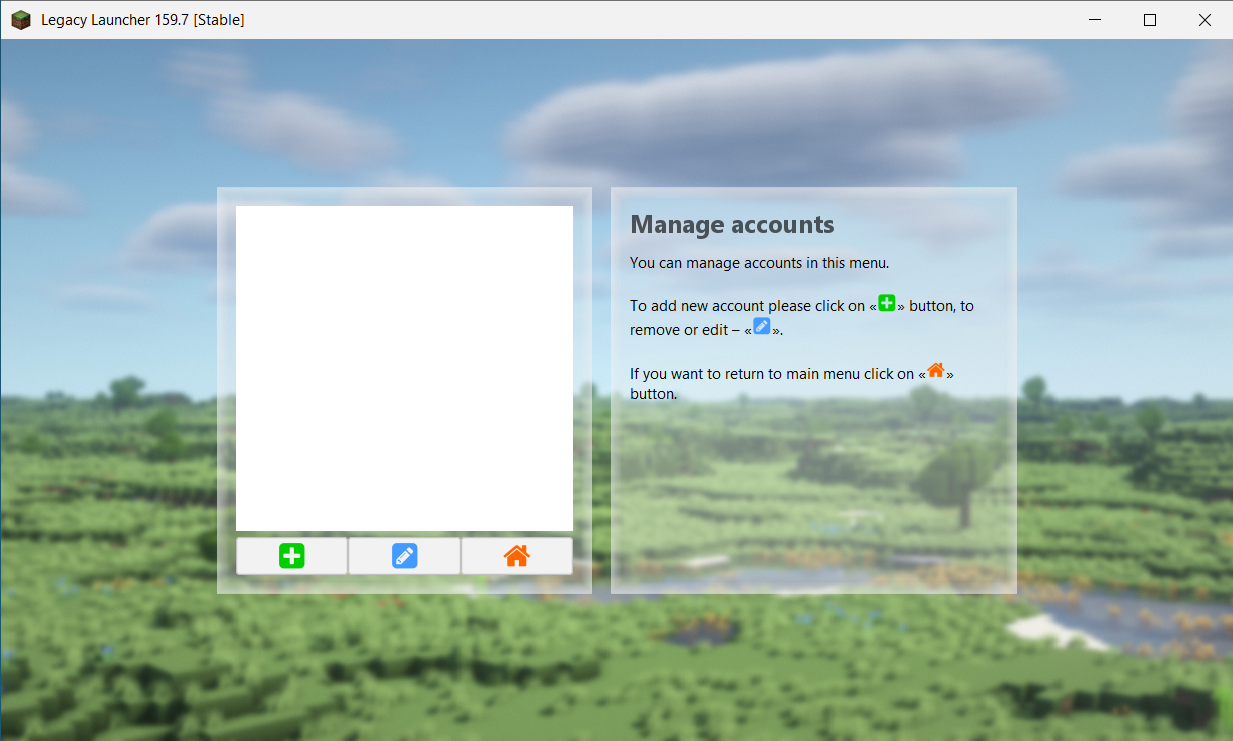 Legacy Launcher 159.7 [Stable]
Manage accounts
You can manage accounts in this menu.
To add new account please click on «» button, to
remove or edit – «».
If you want to return to main menu click on «»
button.